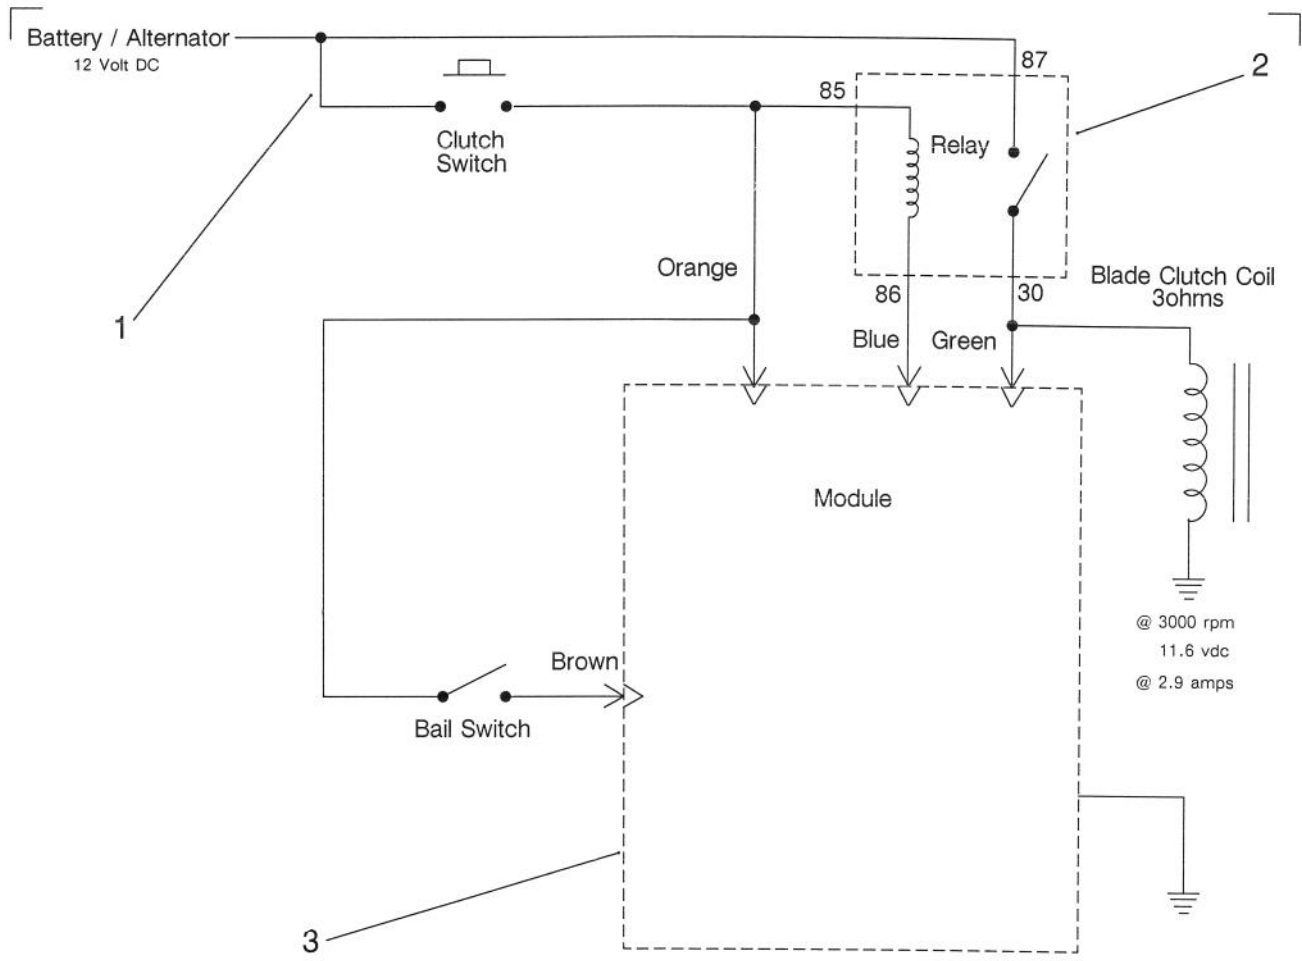 Battery / Alternator
12 Volt DC
87
2
85
1
Clutch
Switch
Relay
Orange
86
30
Blade Clutch Coil
3ohms
Blue
Green
Module
@ 3000 rpm
11.6 vdc
@ 2.9 amps
Brown
Bail Switch
3